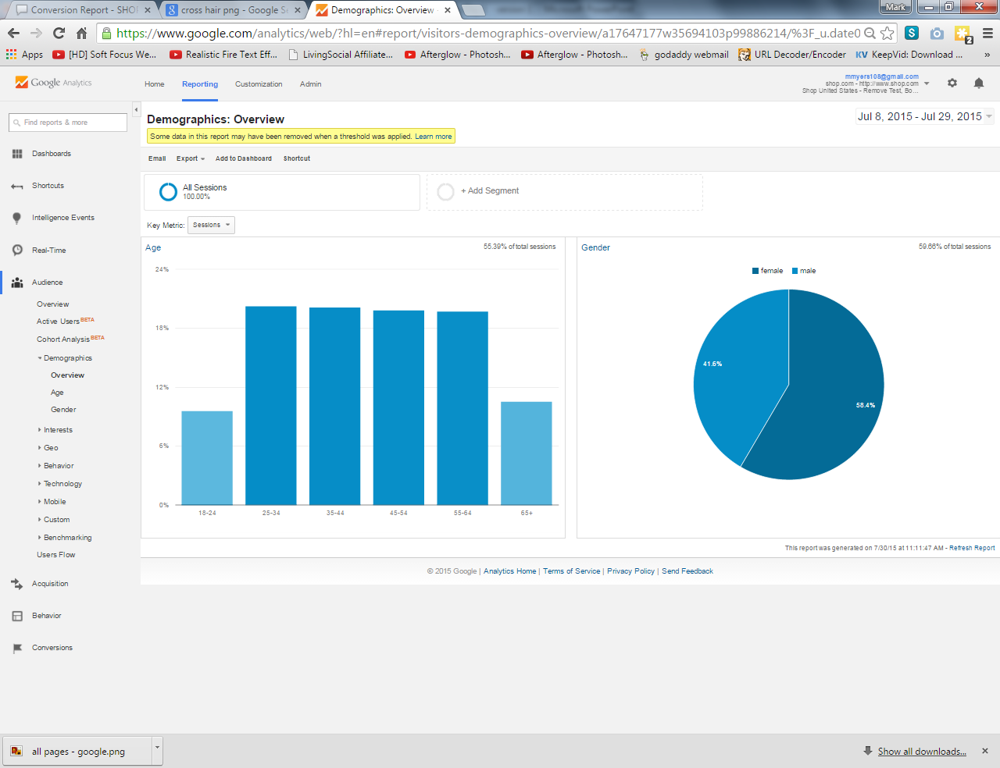 Conversion Report - SHOP
cross hair png - Google Se
Demographics: Overview
Mark
https://www.google.com/analytics/web/?hl=en#report/visitors-demographics-overview/a17647177w35694103p99886214/%3F_u.date0
2
Apps
[HD] Soft Focus We...
Realistic Fire Text Eff...
LivingSocial Affiliate...
Afterglow - Photosh...
Afterglow - Photosh...
godaddy webmail
URL Decoder/Encoder
KV KeepVid: Download ...
»
Google Analytics
Home
Reporting
Customization
Admin
mmyers108@gmail.com
shop.com - http://www.shop.com
Shop United States - Remove Test, Bo...
Find reports & more
Dashboards
Shortcuts
Intelligence Events
Real-Time
Audience
Overview
Active Users BETA
Cohort Analysis BETA
Demographics
Overview
Age
Gender
Interests
Geo
Behavior
Technology
Mobile
Custom
Benchmarking
Users Flow
Acquisition
Behavior
Conversions
Demographics: Overview
Jul 8, 2015 - Jul 29, 2015
Some data in this report may have been removed when a threshold was applied. Learn more
Email
Export
Add to Dashboard
Shortcut
All Sessions
100.00%
+ Add Segment
Key Metric: Sessions
Age
55.39% of total sessions
24%
18%
12%
6%
0%
18-24
25-34
35-44
45-54
55-64
65+
Gender
59.66% of total sessions
female
male
41.6%
58.4%
This report was generated on 7/30/15 at 11:11:47 AM - Refresh Report
© 2015 Google | Analytics Home | Terms of Service | Privacy Policy | Send Feedback
all pages - google.png
Show all downloads...